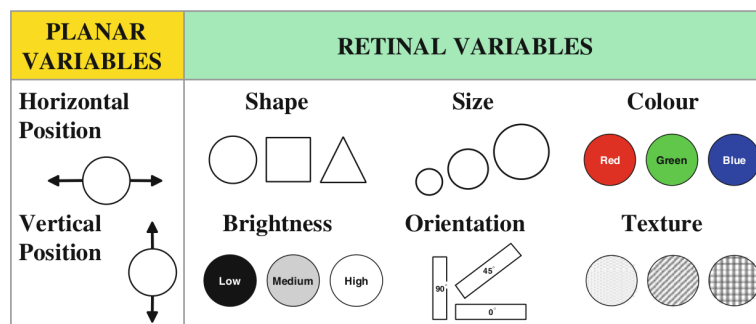 PLANAR
VARIABLES
RETINAL VARIABLES
Horizontal
Position
Vertical
Position
Shape
Size
Colour
Red
Green
Blue
Brightness
Orientation
Texture
Low
Medium
High
90°
45°
0°